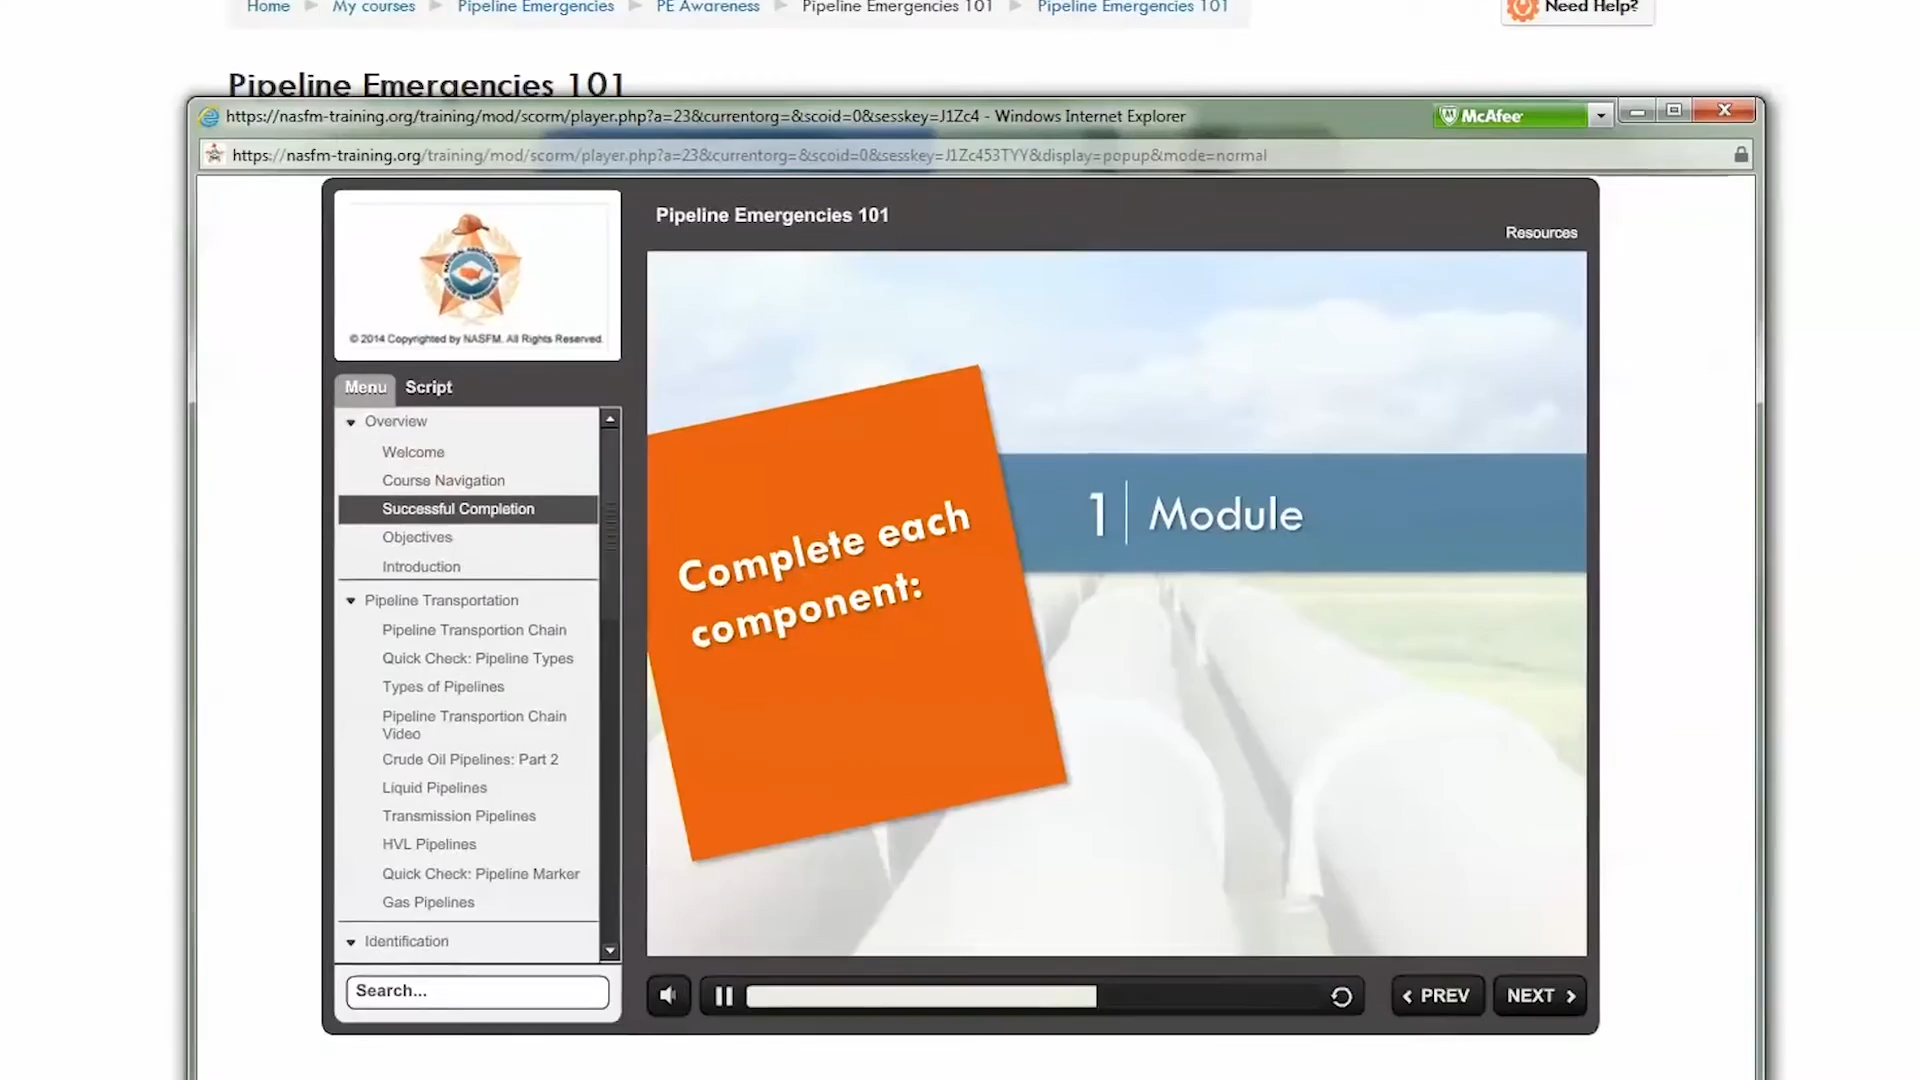 Home
My courses
Pipeline Emergencies
PE Awareness
Pipeline Emergencies 101
Pipeline Emergencies 101
Need Help?
Pipeline Emergencies 101
https://nasfm-training.org/training/mod/scorm/player.php?a=23&currentorg=&scoid=0&sesskey=J1Zc4 - Windows Internet Explorer
McAfee
https://nasfm-training.org/training/mod/scorm/player.php?a=23&currentorg=&scoid=0&sesskey=J1Zc453TYY&display=popup&mode=normal
Pipeline Emergencies 101
Resources
© 2014 Copyrighted by NASFM. All Rights Reserved.
Menu
Script
Overview
Welcome
Course Navigation
Successful Completion
Objectives
Introduction
Pipeline Transportation
Pipeline Transportion Chain
Quick Check: Pipeline Types
Types of Pipelines
Pipeline Transportion Chain
Video
Crude Oil Pipelines: Part 2
Liquid Pipelines
Transmission Pipelines
HVL Pipelines
Quick Check: Pipeline Marker
Gas Pipelines
Identification
Search...
Complete each
component:
1 Module
PREV
NEXT